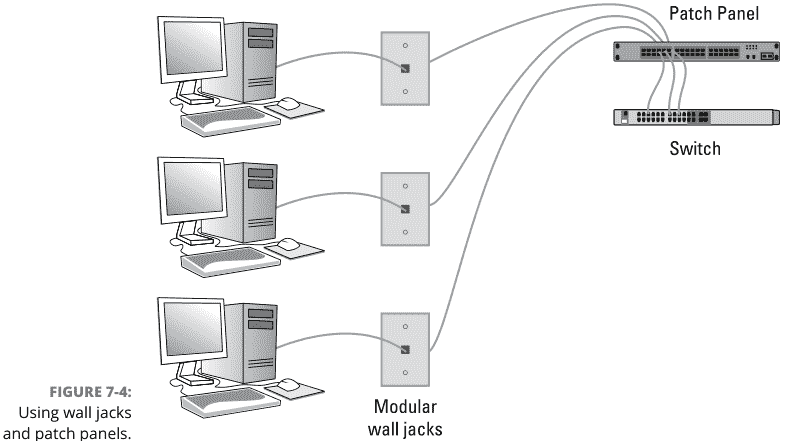 Patch Panel
Switch
FIGURE 7-4:
Using wall jacks
and patch panels.
Modular
wall jacks